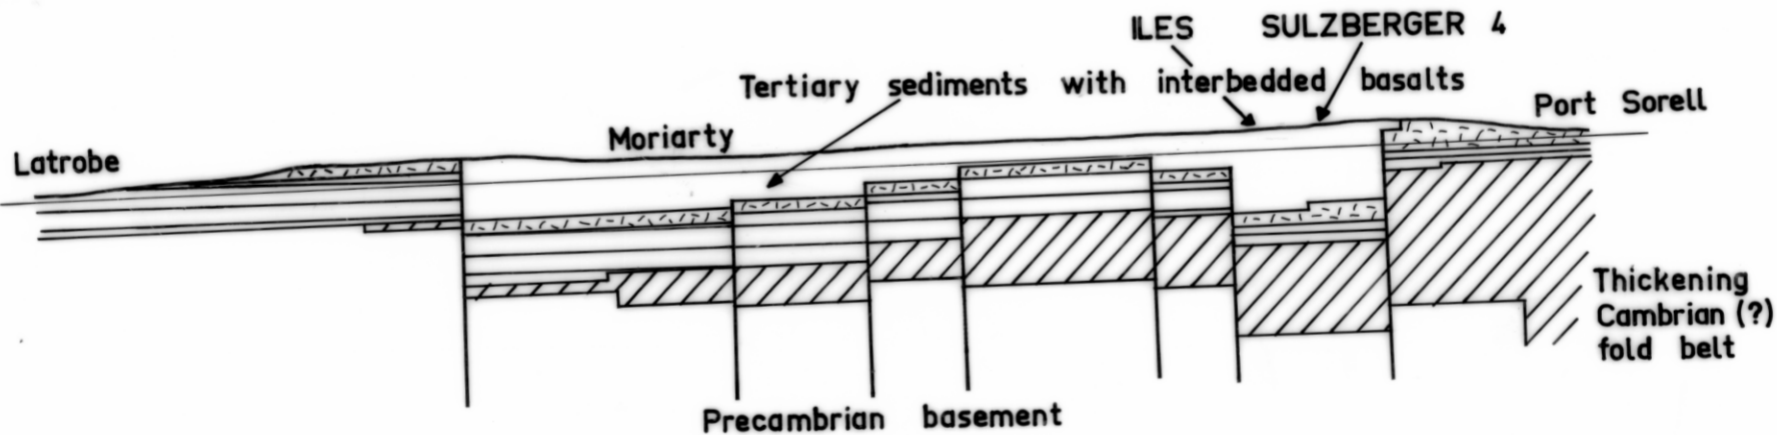 ILES SULZBERGER 4
Tertiary sediments with interbedded basalts
Port Sorell
Moriarty
Latrobe
Thickening
Cambrian (?)
fold belt
Precambrian basement